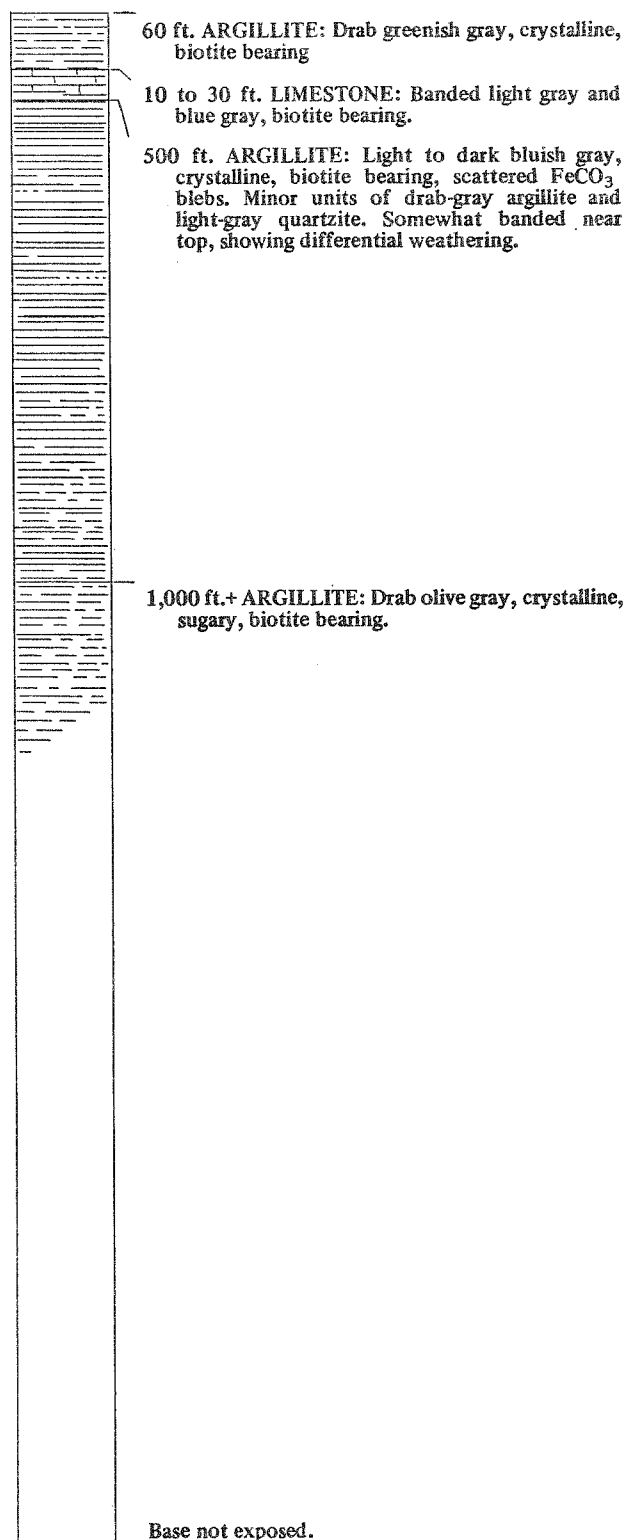 60 ft. ARGILLITE: Drab greenish gray, crystalline,
biotite bearing
10 to 30 ft. LIMESTONE: Banded light gray and
blue gray, biotite bearing.
500 ft. ARGILLITE: Light to dark bluish gray,
crystalline, biotite bearing, scattered FeCO₃
blebs. Minor units of drab-gray argillite and
light-gray quartzite. Somewhat banded near
top, showing differential weathering.
1,000 ft.+ ARGILLITE: Drab olive gray, crystalline,
sugary, biotite bearing.
Base not exposed.